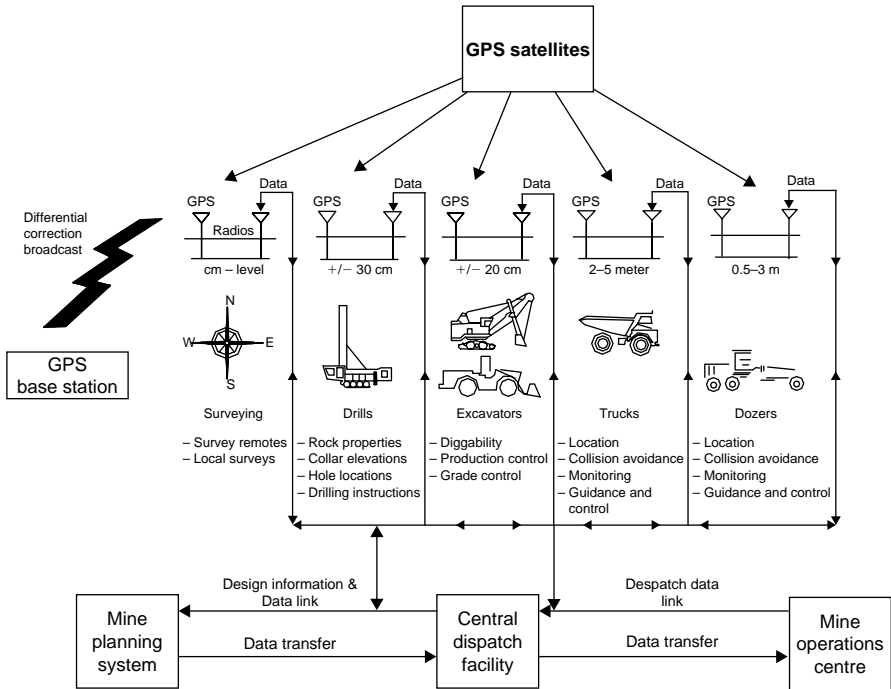 GPS satellites
Differential
correction
broadcast
GPS
Data
Radios
cm – level
GPS
Data
+/− 30 cm
GPS
Data
+/− 20 cm
GPS
Data
2–5 meter
GPS
Data
0.5–3 m
GPS
base station
N
W
E
S
Surveying
– Survey remotes
– Local surveys
Drills
– Rock properties
– Collar elevations
– Hole locations
– Drilling instructions
Excavators
– Diggability
– Production control
– Grade control
Trucks
– Location
– Collision avoidance
– Monitoring
– Guidance and
control
Dozers
– Location
– Collision avoidance
– Monitoring
– Guidance and control
Mine
planning
system
Design information &
Data link
Data transfer
Central
dispatch
facility
Despatch data
link
Data transfer
Mine
operations
centre